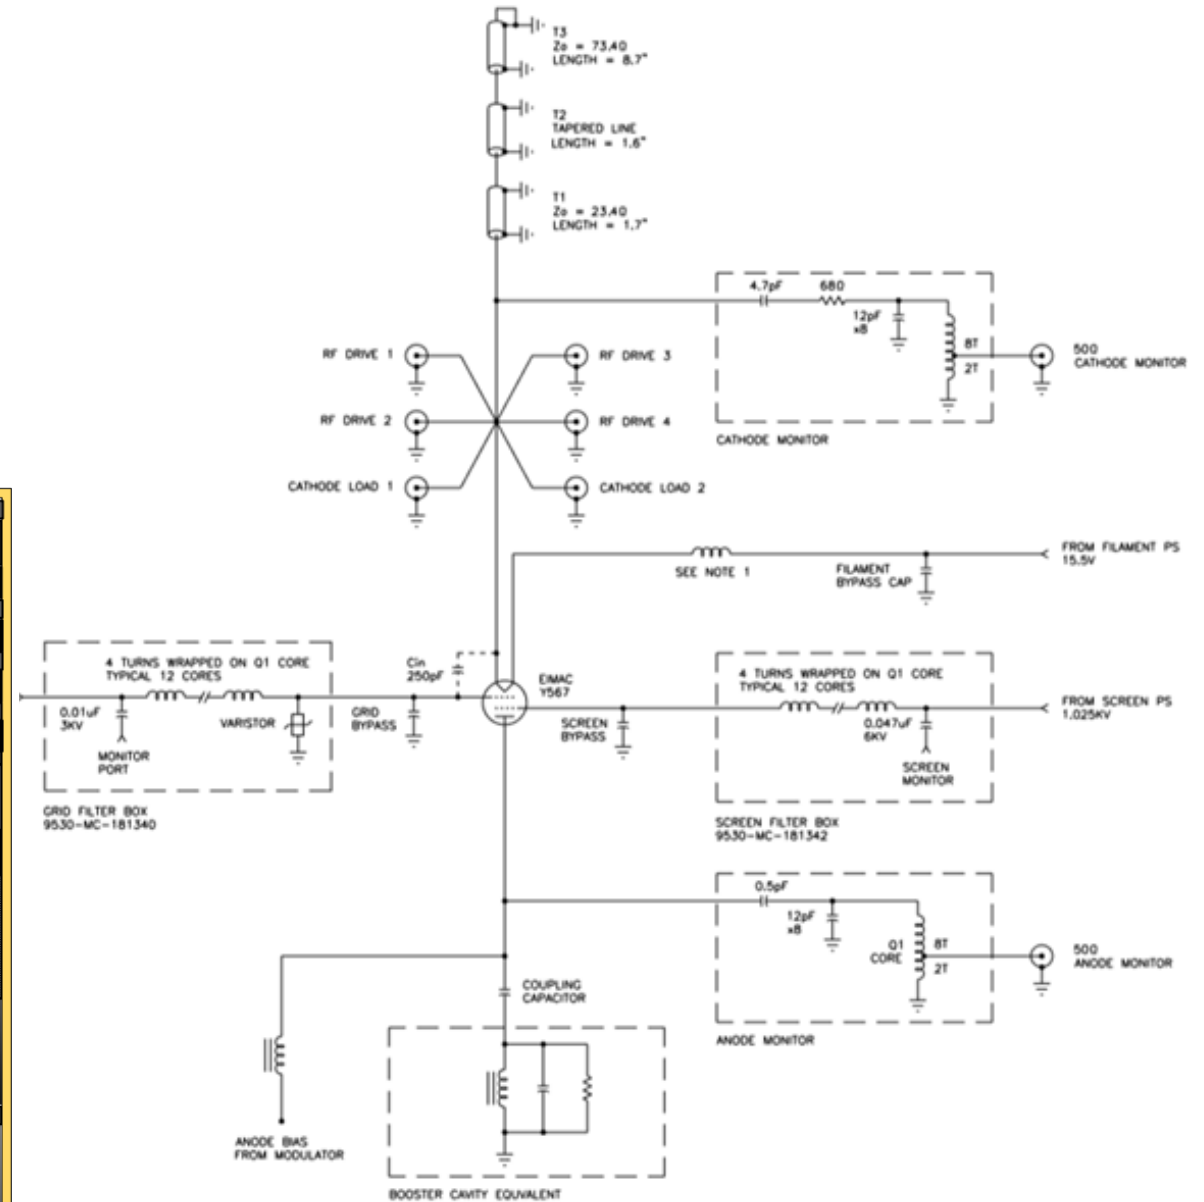 T3
Zo = 73.4Ω
LENGTH = 8.7"
T2
TAPERED LINE
LENGTH = 1.6"
T1
Zo = 23.4Ω
LENGTH = 1.7"
4.7pF
68Ω
12pF
x8
8T
2T
50Ω
CATHODE MONITOR
CATHODE MONITOR
RF DRIVE 1
RF DRIVE 3
RF DRIVE 2
RF DRIVE 4
CATHODE LOAD 1
CATHODE LOAD 2
SEE NOTE 1
FILAMENT
BYPASS CAP
FROM FILAMENT PS
15.5V
4 TURNS WRAPPED ON Q1 CORE
TYPICAL 12 CORES
0.01uF
3KV
MONITOR
PORT
VARISTOR
GRID FILTER BOX
9530-MC-181340
GRID
BYPASS
Cin
250pF
EIMAC
Y567
SCREEN
BYPASS
4 TURNS WRAPPED ON Q1 CORE
TYPICAL 12 CORES
0.047uF
6KV
SCREEN
MONITOR
FROM SCREEN PS
1.025KV
SCREEN FILTER BOX
9530-MC-181342
0.5pF
12pF
x8
Q1
CORE
8T
2T
50Ω
ANODE MONITOR
ANODE MONITOR
COUPLING
CAPACITOR
ANODE BIAS
FROM MODULATOR
BOOSTER CAVITY EQUIVALENT